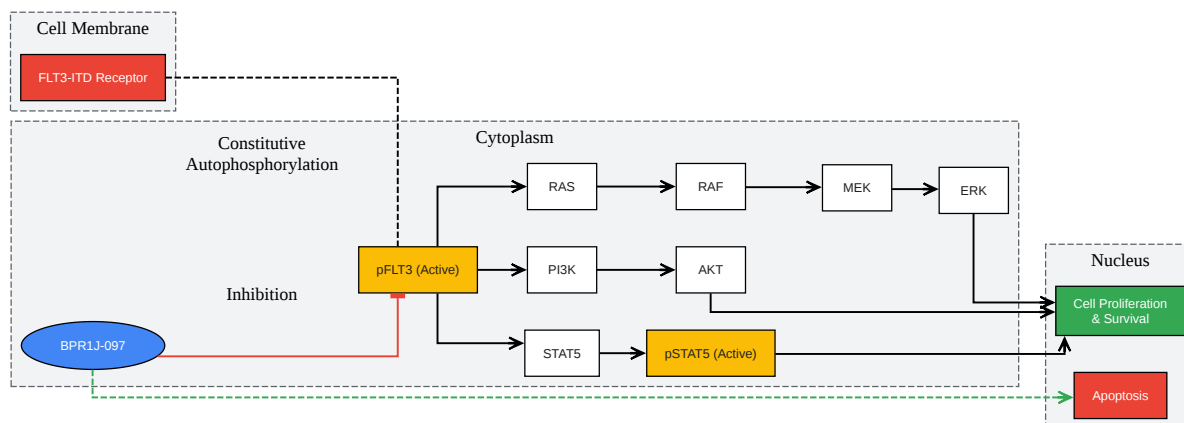 Cell Membrane
FLT3-ITD Receptor
Constitutive
Autophosphorylation
Cytoplasm
RAS
RAF
MEK
ERK
pFLT3 (Active)
PI3K
AKT
Nucleus
Inhibition
Cell Proliferation
& Survival
BPR1J-097
STAT5
pSTAT5 (Active)
Apoptosis